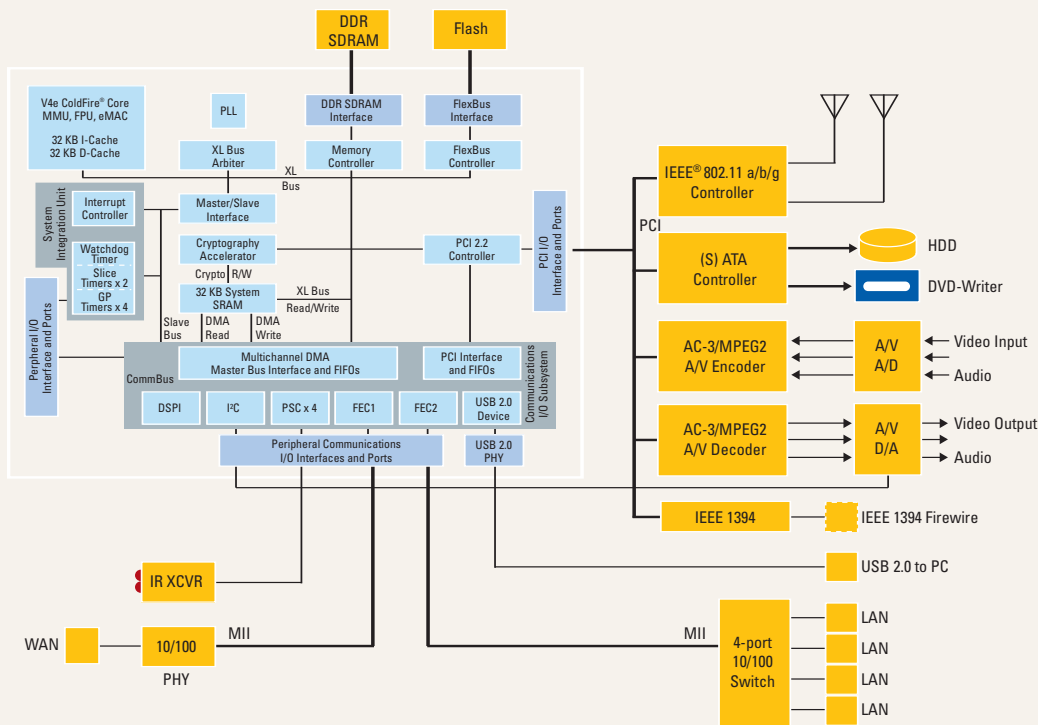 DDR
SDRAM
Flash
V4e ColdFire® Core
MMU, FPU, eMAC
32 KB I-Cache
32 KB D-Cache
PLL
DDR SDRAM
Interface
FlexBus
Interface
XL Bus
Arbiter
Memory
Controller
FlexBus
Controller
XL
Bus
System
Integration Unit
Interrupt
Controller
Master/Slave
Interface
Watchdog
Timer
Slice
Timers x 2
GP
Timers x 4
Cryptography
Accelerator
PCI 2.2
Controller
PCI I/O
Interface and Ports
Crypto R/W
32 KB System
SRAM
XL Bus
Read/Write
Peripheral I/O
Interface and Ports
Slave
Bus
DMA
Read
DMA
Write
CommBus
Multichannel DMA
Master Bus Interface and FIFOs
PCI Interface
and FIFOs
Communications
I/O Subsystem
DSPI
I²C
PSC x 4
FEC1
FEC2
USB 2.0
Device
Peripheral Communications
I/O Interfaces and Ports
USB 2.0
PHY
PCI
IEEE® 802.11 a/b/g
Controller
(S) ATA
Controller
HDD
DVD-Writer
AC-3/MPEG2
A/V Encoder
A/V
A/D
Video Input
Audio
AC-3/MPEG2
A/V Decoder
A/V
D/A
Video Output
Audio
IEEE 1394
IEEE 1394 Firewire
IR XCVR
USB 2.0 to PC
WAN
10/100
PHY
MII
MII
4-port
10/100
Switch
LAN
LAN
LAN
LAN